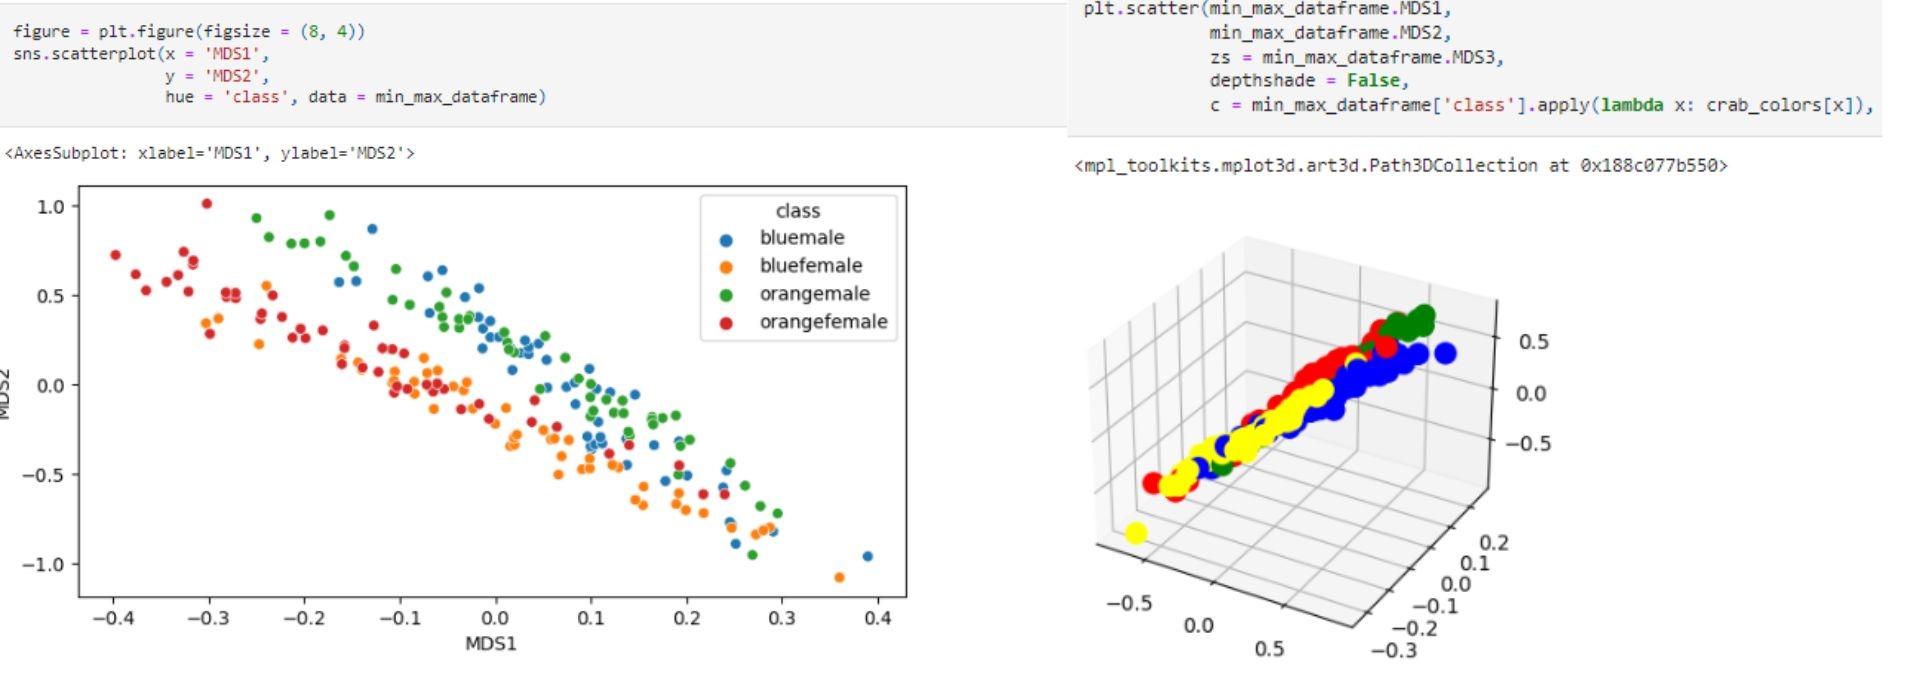 figure = plt.figure(figsize = (8, 4))
sns.scatterplot(x = 'MDS1',
y = 'MDS2',
hue = 'class', data = min_max_dataframe)
<AxesSubplot: xlabel='MDS1', ylabel='MDS2'>
1.0
0.5
0.0
−0.5
−1.0
MDS2
class
bluemale
bluefemale
orangemale
orangefemale
−0.4
−0.3
−0.2
−0.1
0.0
0.1
0.2
0.3
0.4
MDS1
plt.scatter(min_max_dataframe.MDS1,
min_max_dataframe.MDS2,
zs = min_max_dataframe.MDS3,
depthshade = False,
c = min_max_dataframe['class'].apply(lambda x: crab_colors[x]),
<mpl_toolkits.mplot3d.art3d.Path3DCollection at 0x188c077b550>
0.5
0.0
−0.5
0.2
0.1
0.0
−0.1
−0.2
−0.3
−0.5
0.0
0.5